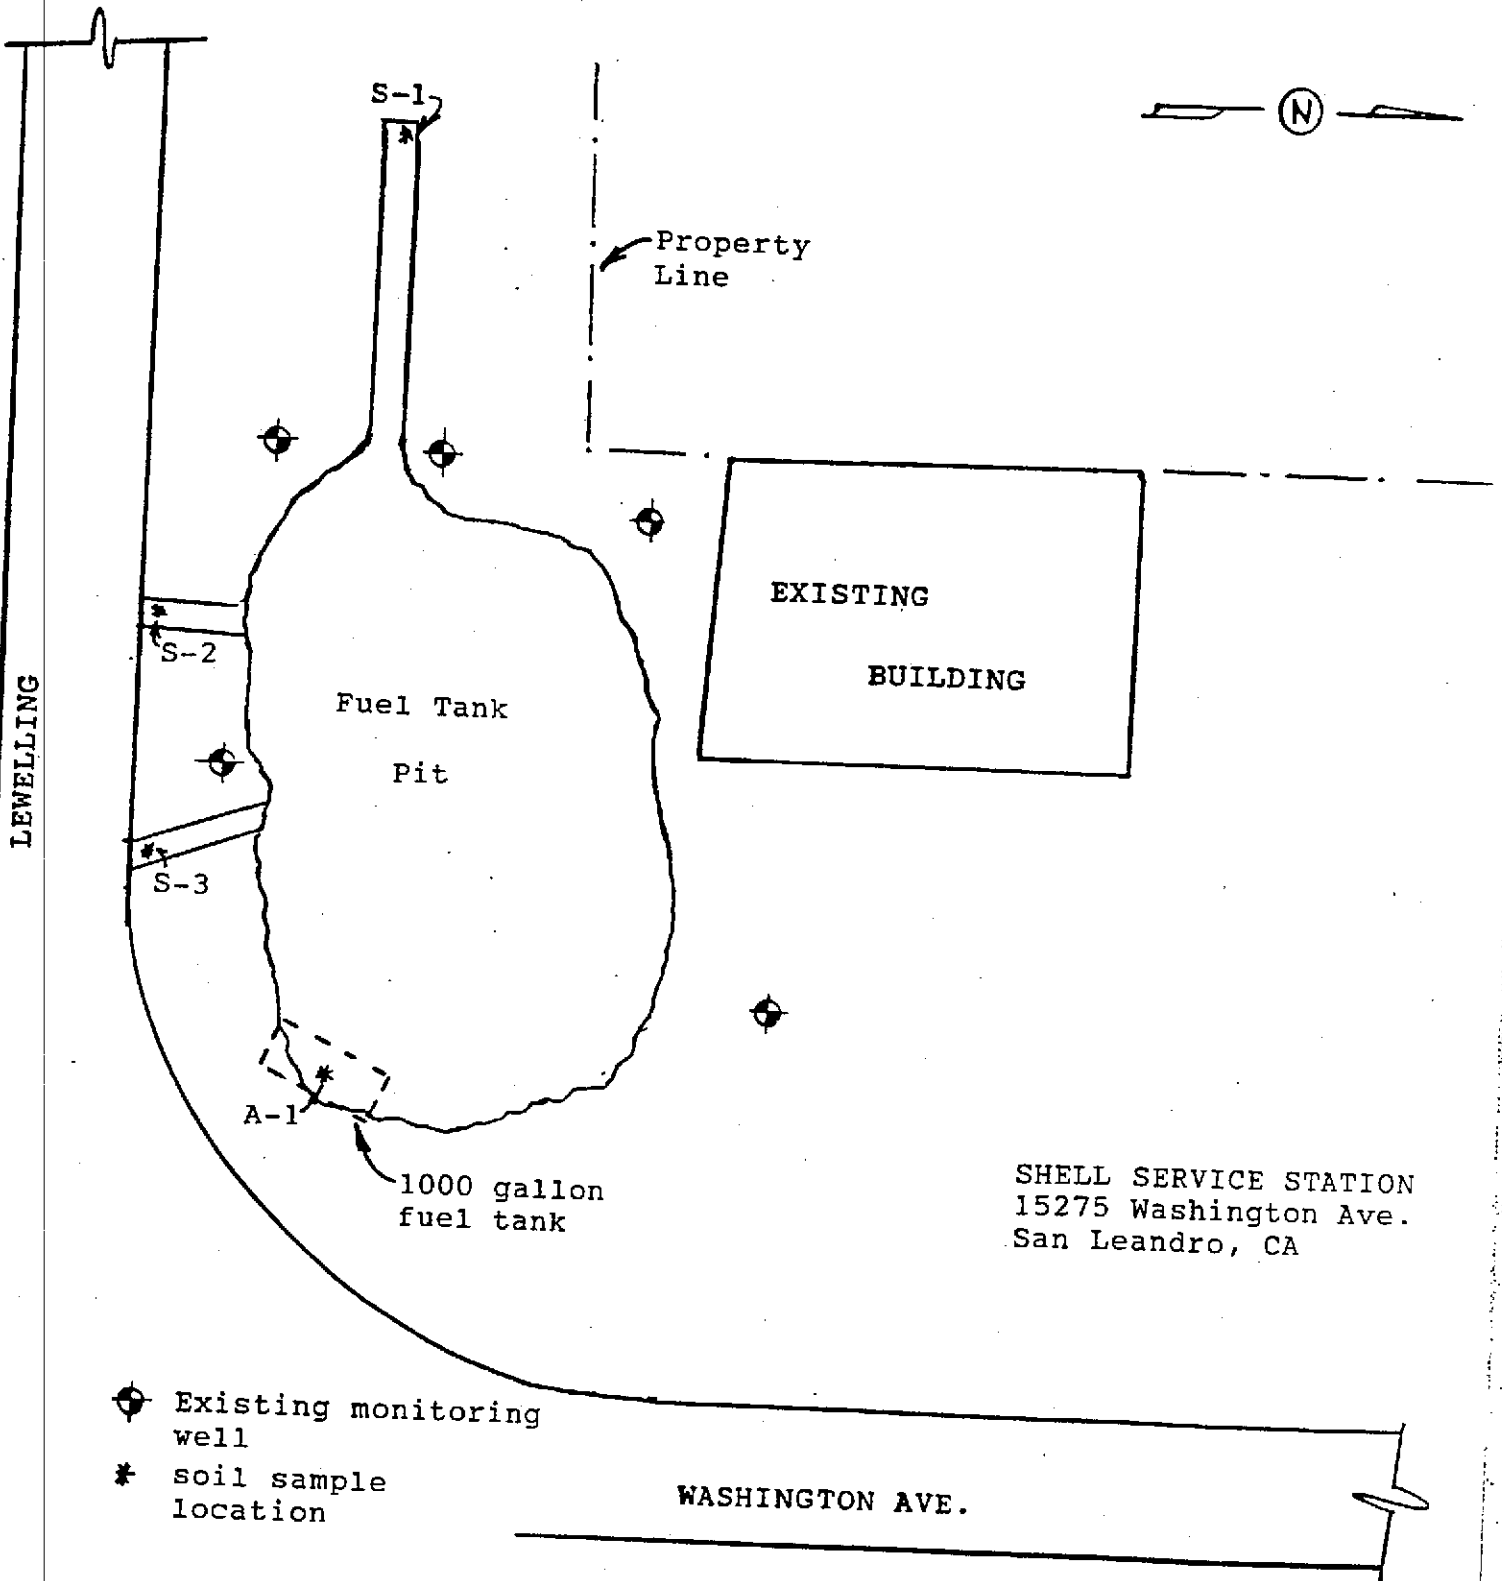 S-1
N
Property
Line
EXISTING
BUILDING
S-2
Fuel Tank
Pit
LEWELLING
S-3
A-1
1000 gallon
fuel tank
SHELL SERVICE STATION
15275 Washington Ave.
San Leandro, CA
Existing monitoring
well
* soil sample
location
WASHINGTON AVE.